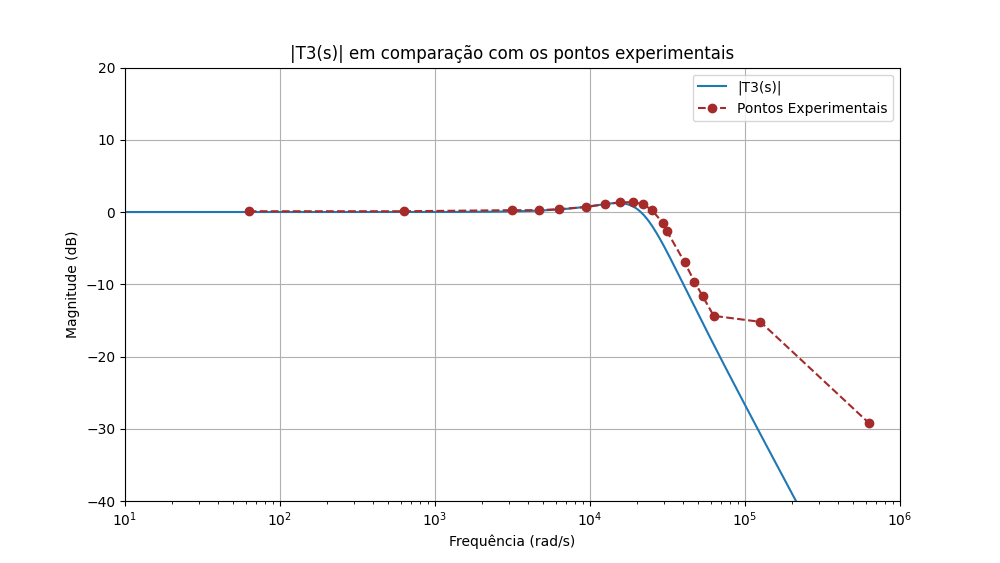 |T3(s)| em comparação com os pontos experimentais
|T3(s)|
Pontos Experimentais
Magnitude (dB)
20
10
0
−10
−20
−30
−40
10¹ 10² 10³ 10⁴ 10⁵ 10⁶
Frequência (rad/s)